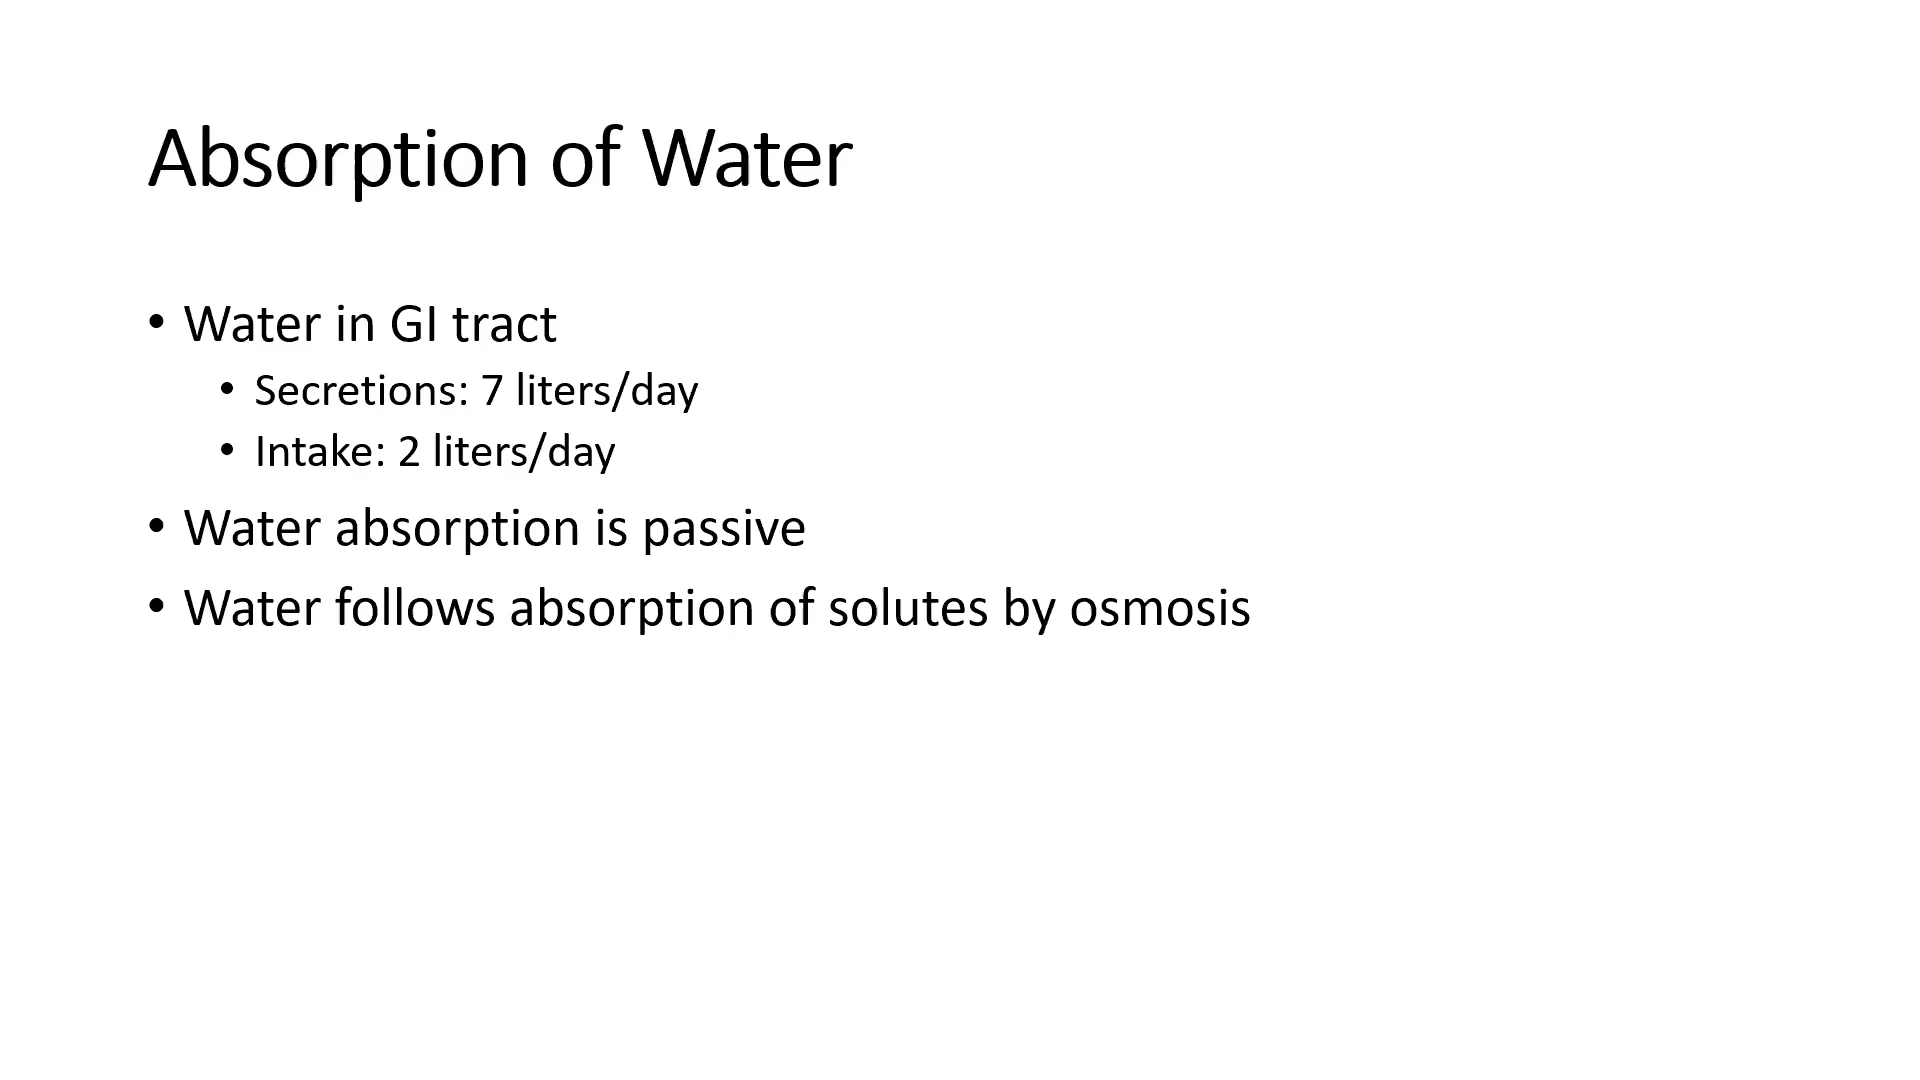 Absorption of Water
• Water in GI tract
• Secretions: 7 liters/day
• Intake: 2 liters/day
• Water absorption is passive
• Water follows absorption of solutes by osmosis